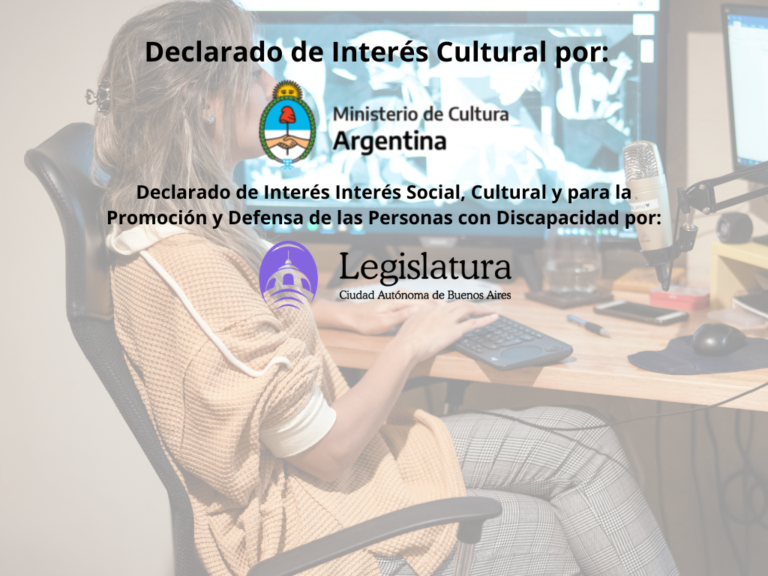 Declarado de Interés Cultural por:
Ministerio de Cultura
Argentina
Declarado de Interés Interés Social, Cultural y para la
Promoción y Defensa de las Personas con Discapacidad por:
Legislatura
Ciudad Autónoma de Buenos Aires